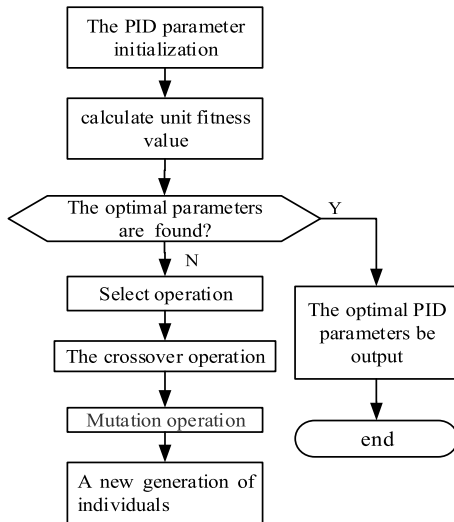 The PID parameter
initialization
calculate unit fitness
value
The optimal parameters
are found?
Y
N
Select operation
The optimal PID
parameters be
output
The crossover operation
Mutation operation
end
A new generation of
individuals